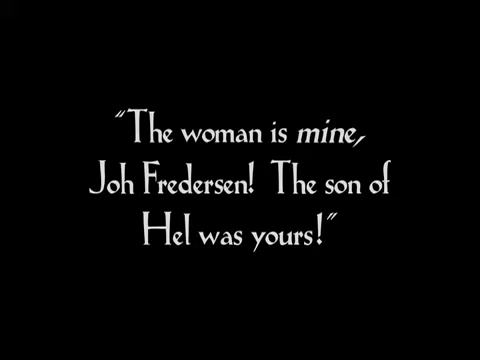 "The woman is mine,
Joh Fredersen!  The son of
Hel was yours!"